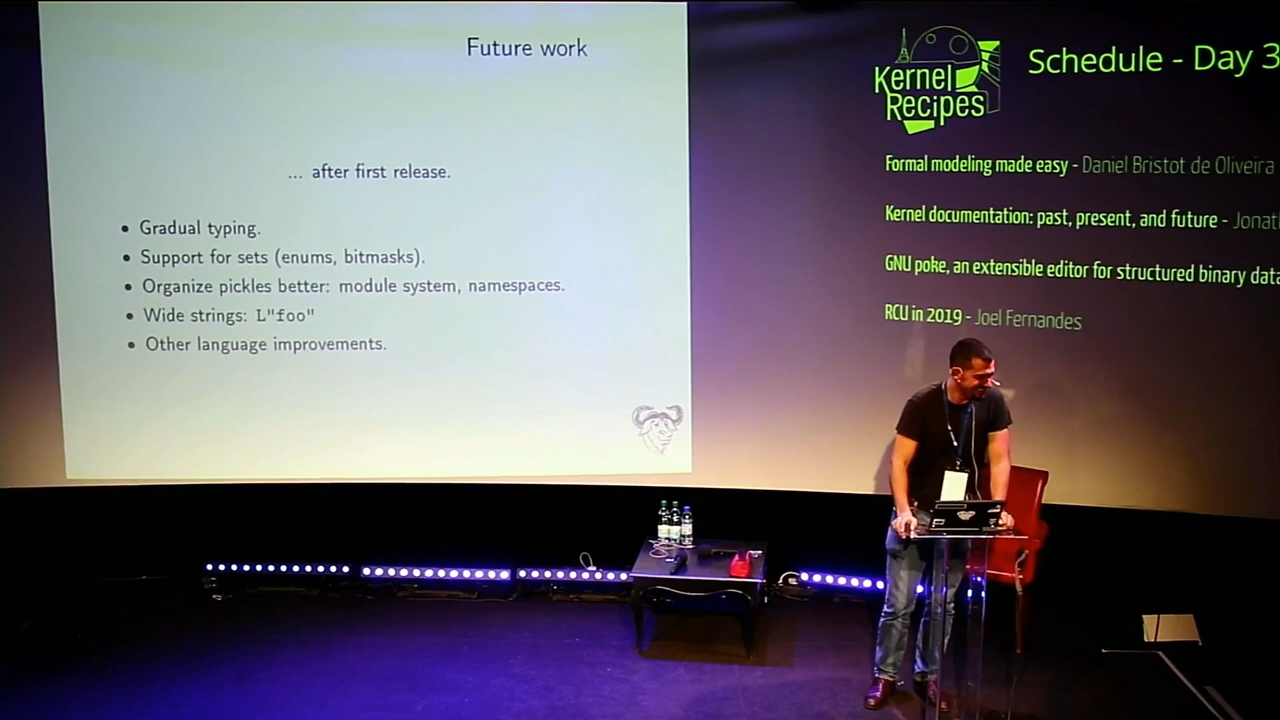 Future work
... after first release.
• Gradual typing.
• Support for sets (enums, bitmasks).
• Organize pickles better: module system, namespaces.
• Wide strings: L"foo"
• Other language improvements.
Kernel
Recipes
Schedule - Day 3
Formal modeling made easy - Daniel Bristot de Oliveira
Kernel documentation: past, present, and future - Jonat
GNU poke, an extensible editor for structured binary data
RCU in 2019 - Joel Fernandes